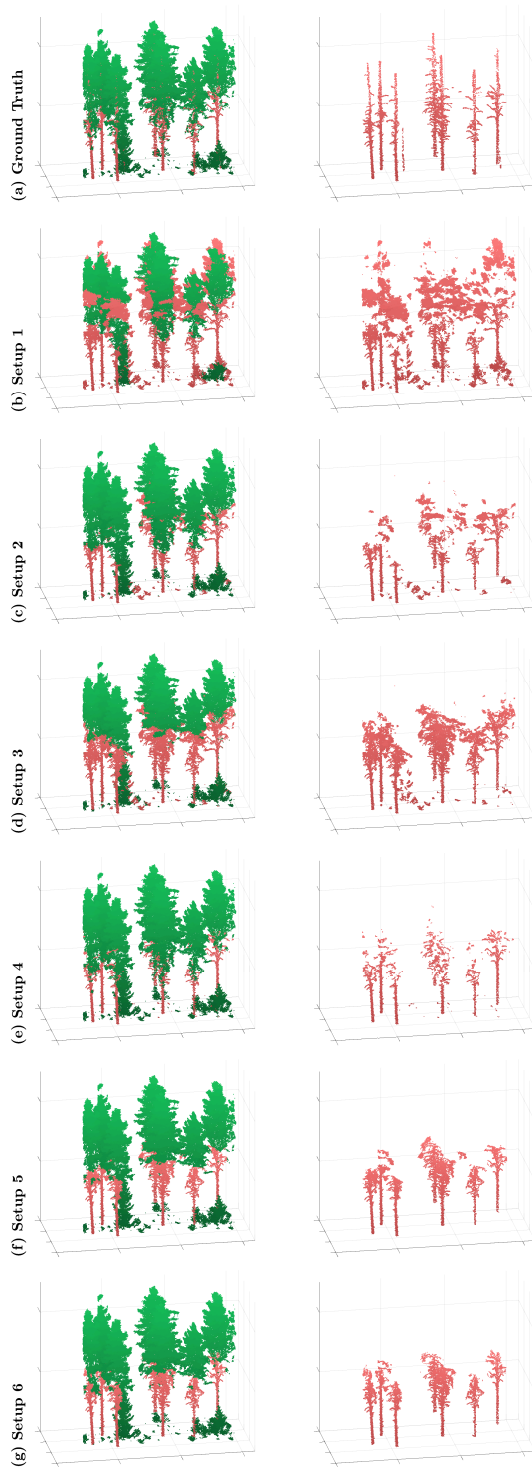 (a) Ground Truth
(b) Setup 1
(c) Setup 2
(d) Setup 3
(e) Setup 4
(f) Setup 5
(g) Setup 6